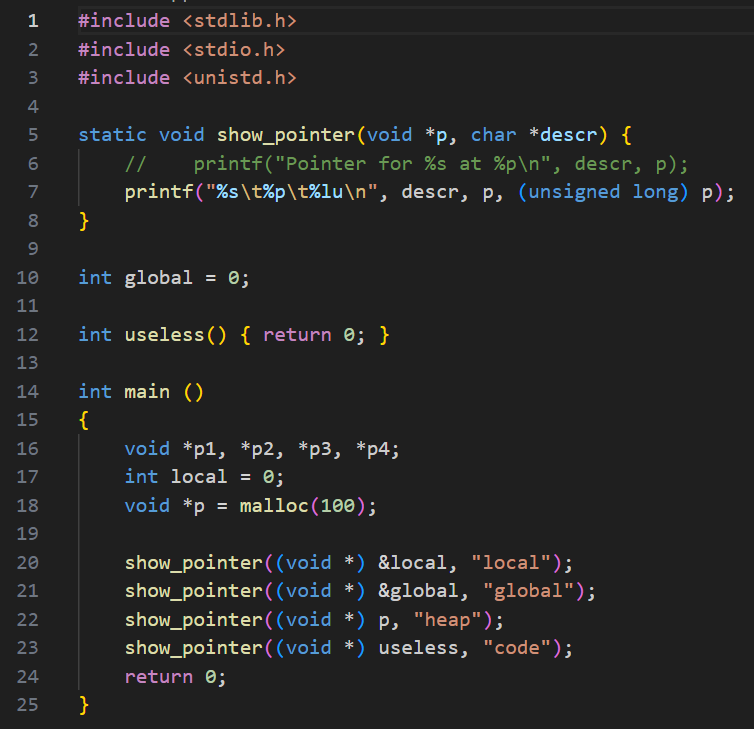 1 #include <stdlib.h>
2 #include <stdio.h>
3 #include <unistd.h>
4
5 static void show_pointer(void *p, char *descr) {
6     //    printf("Pointer for %s at %p\n", descr, p);
7     printf("%s\t%p\t%lu\n", descr, p, (unsigned long) p);
8 }
9
10 int global = 0;
11
12 int useless() { return 0; }
13
14 int main ()
15 {
16     void *p1, *p2, *p3, *p4;
17     int local = 0;
18     void *p = malloc(100);
19
20     show_pointer((void *) &local, "local");
21     show_pointer((void *) &global, "global");
22     show_pointer((void *) p, "heap");
23     show_pointer((void *) useless, "code");
24     return 0;
25 }